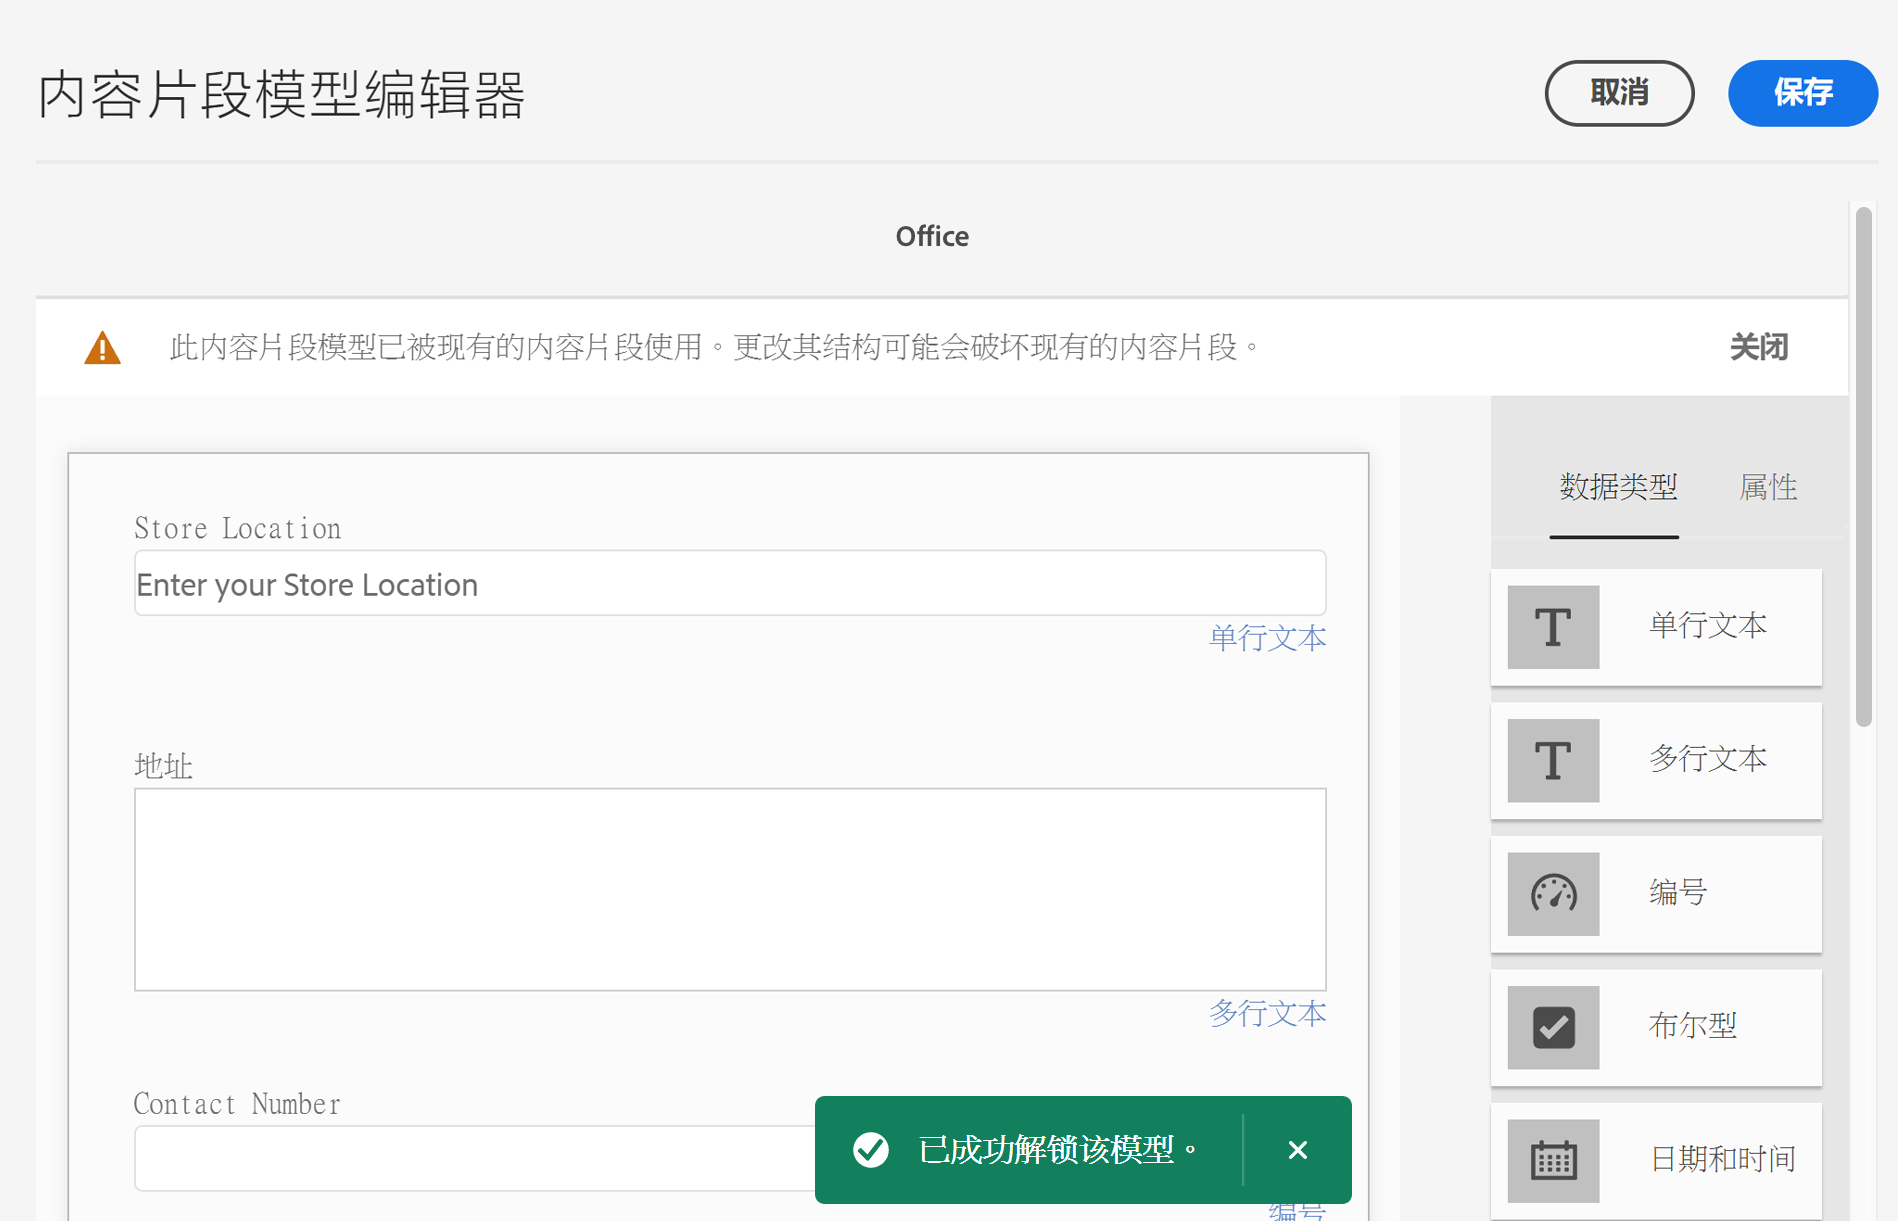 内容片段模型编辑器
取消
保存
Office
此内容片段模型已被现有的内容片段使用。更改其结构可能会破坏现有的内容片段。
关闭
数据类型
属性
Store Location
Enter your Store Location
单行文本
地址
多行文本
Contact Number
编号
单行文本
多行文本
编号
布尔型
日期和时间
已成功解锁该模型。